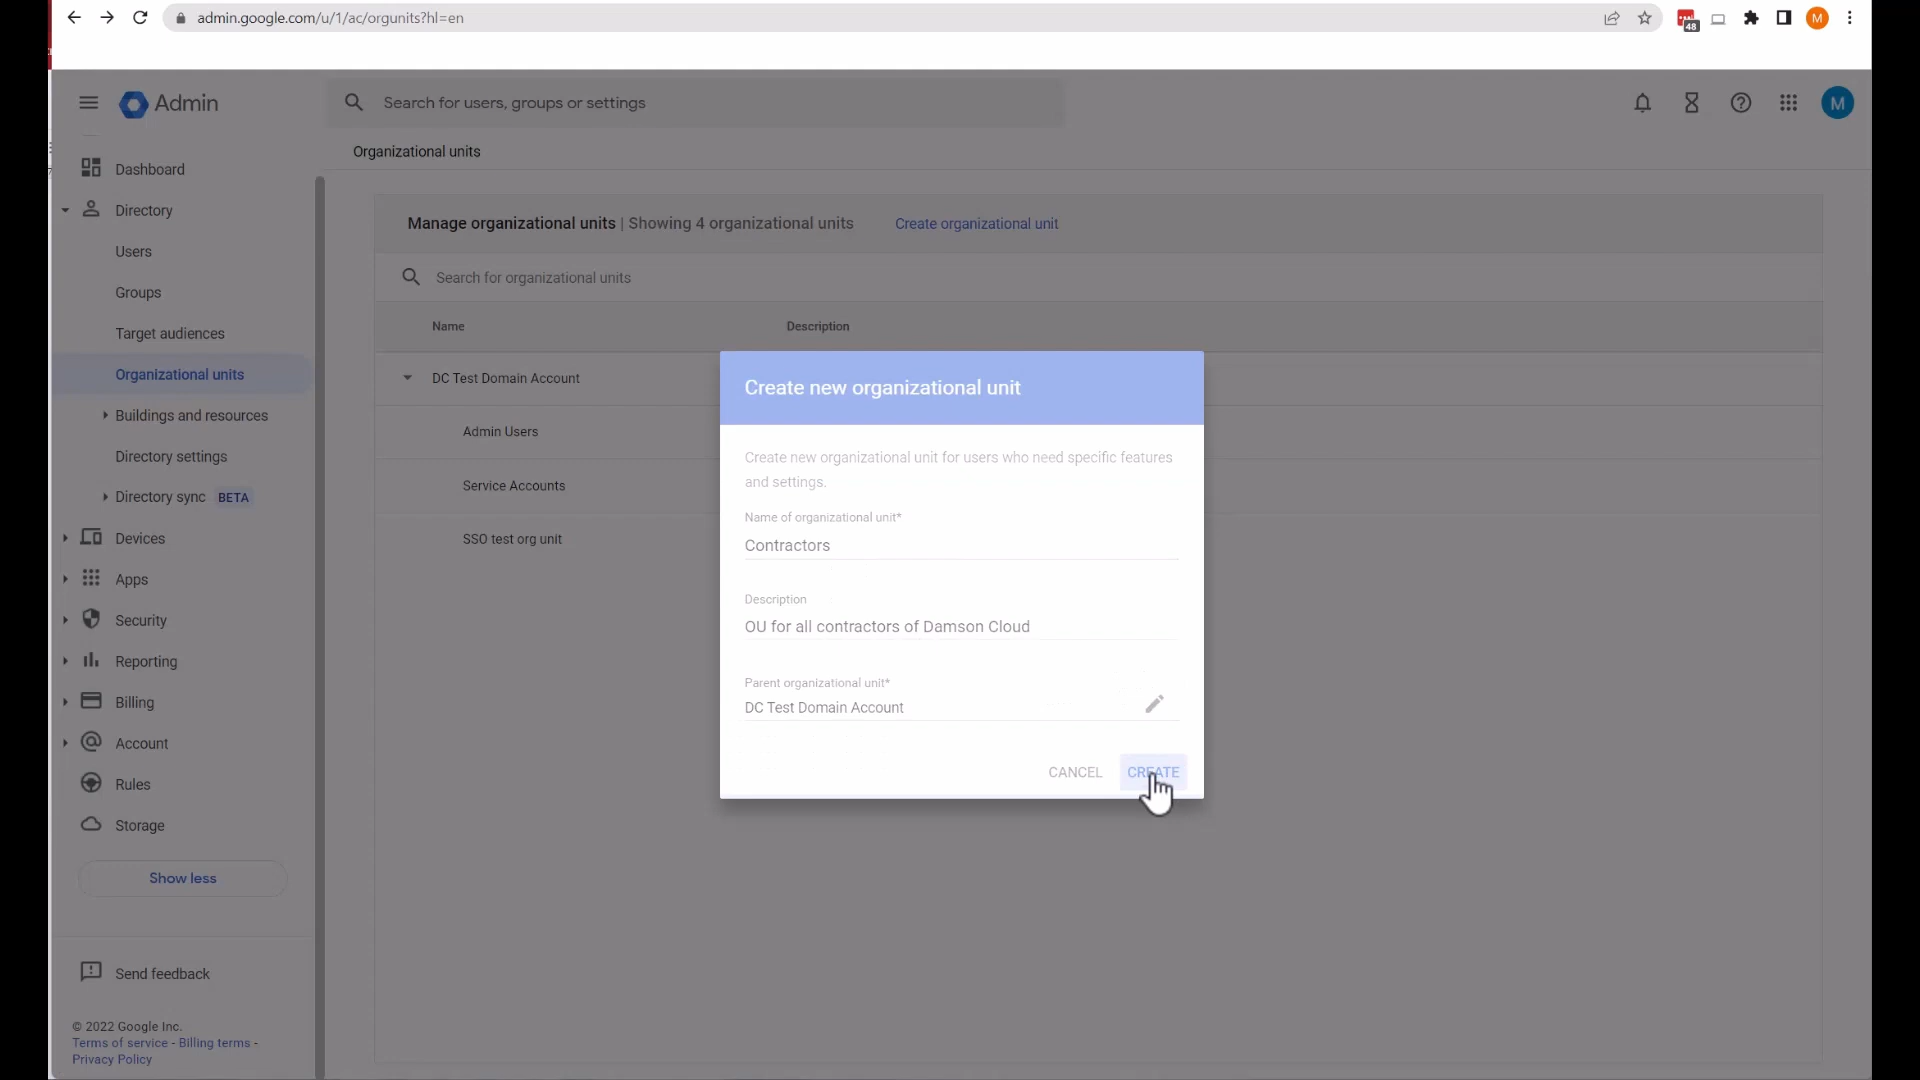 admin.google.com/u/1/ac/orgunits?hl=en
48
M
Admin
Search for users, groups or settings
M
Organizational units
Dashboard
Directory
Users
Groups
Target audiences
Organizational units
Buildings and resources
Directory settings
Directory sync BETA
Devices
Apps
Security
Reporting
Billing
Account
Rules
Storage
Show less
Send feedback
© 2022 Google Inc.
Terms of service - Billing terms -
Privacy Policy
Manage organizational units | Showing 4 organizational units Create organizational unit
Search for organizational units
Name Description
DC Test Domain Account
Admin Users
Service Accounts
SSO test org unit
Create new organizational unit
Create new organizational unit for users who need specific features
and settings.
Name of organizational unit*
Contractors
Description
OU for all contractors of Damson Cloud
Parent organizational unit*
DC Test Domain Account
CANCEL CREATE